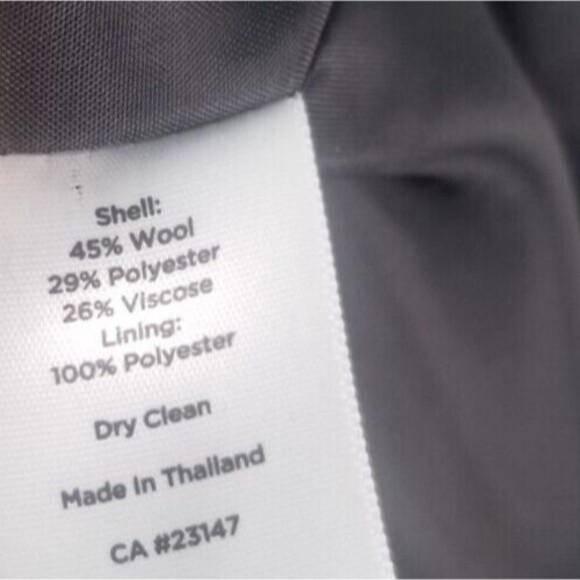 Shell:
45% Wool
29% Polyester
26% Viscose
Lining:
100% Polyester
Dry Clean
Made In Thailand
CA #23147